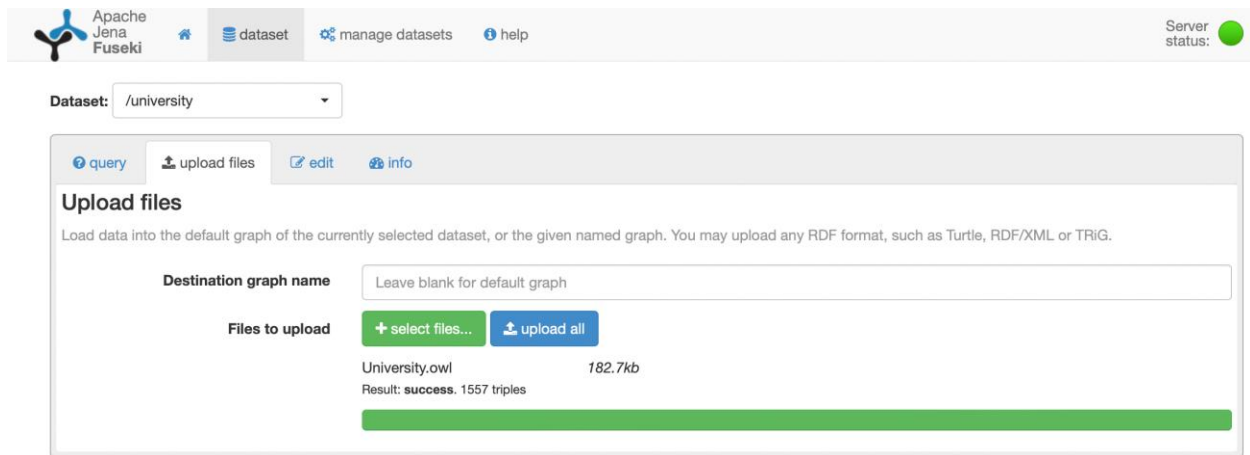 Apache
Jena
Fuseki
dataset
manage datasets
help
Server
status:
Dataset: /university
query
upload files
edit
info
Upload files
Load data into the default graph of the currently selected dataset, or the given named graph. You may upload any RDF format, such as Turtle, RDF/XML or TRiG.
Destination graph name
Leave blank for default graph
Files to upload
+ select files...
upload all
University.owl 182.7kb
Result: success. 1557 triples